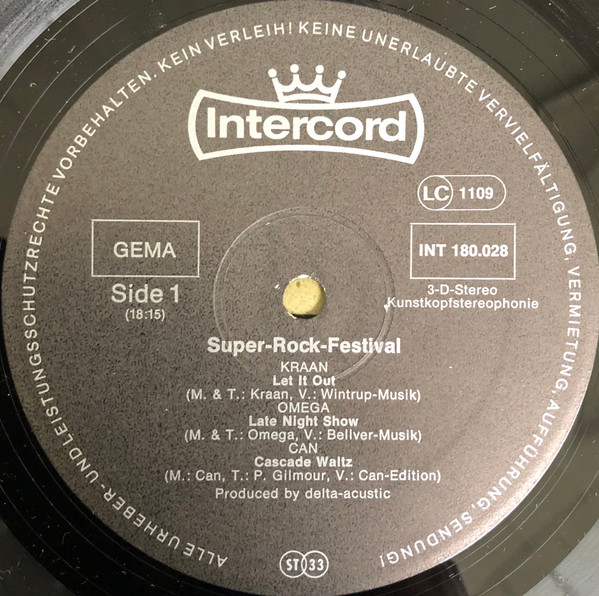 ALLE URHEBER- UND LEISTUNGSSCHUTZRECHTE VORBEHALTEN. KEIN VERLEIH! KEINE UNERLAUBTE VERVIELFÄLTIGUNG, VERMIETUNG, AUFFÜHRUNG, SENDUNG!
Intercord
LC 1109
GEMA
INT 180.028
Side 1
(18:15)
3-D-Stereo
Kunstkopfstereophonie
Super-Rock-Festival
KRAAN
Let It Out
(M. & T.: Kraan, V.: Wintrup-Musik)
OMEGA
Late Night Show
(M. & T.: Omega, V.: Bellver-Musik)
CAN
Cascade Waltz
(M.: Can, T.: P. Gilmour, V.: Can-Edition)
Produced by delta-acustic
ST 33